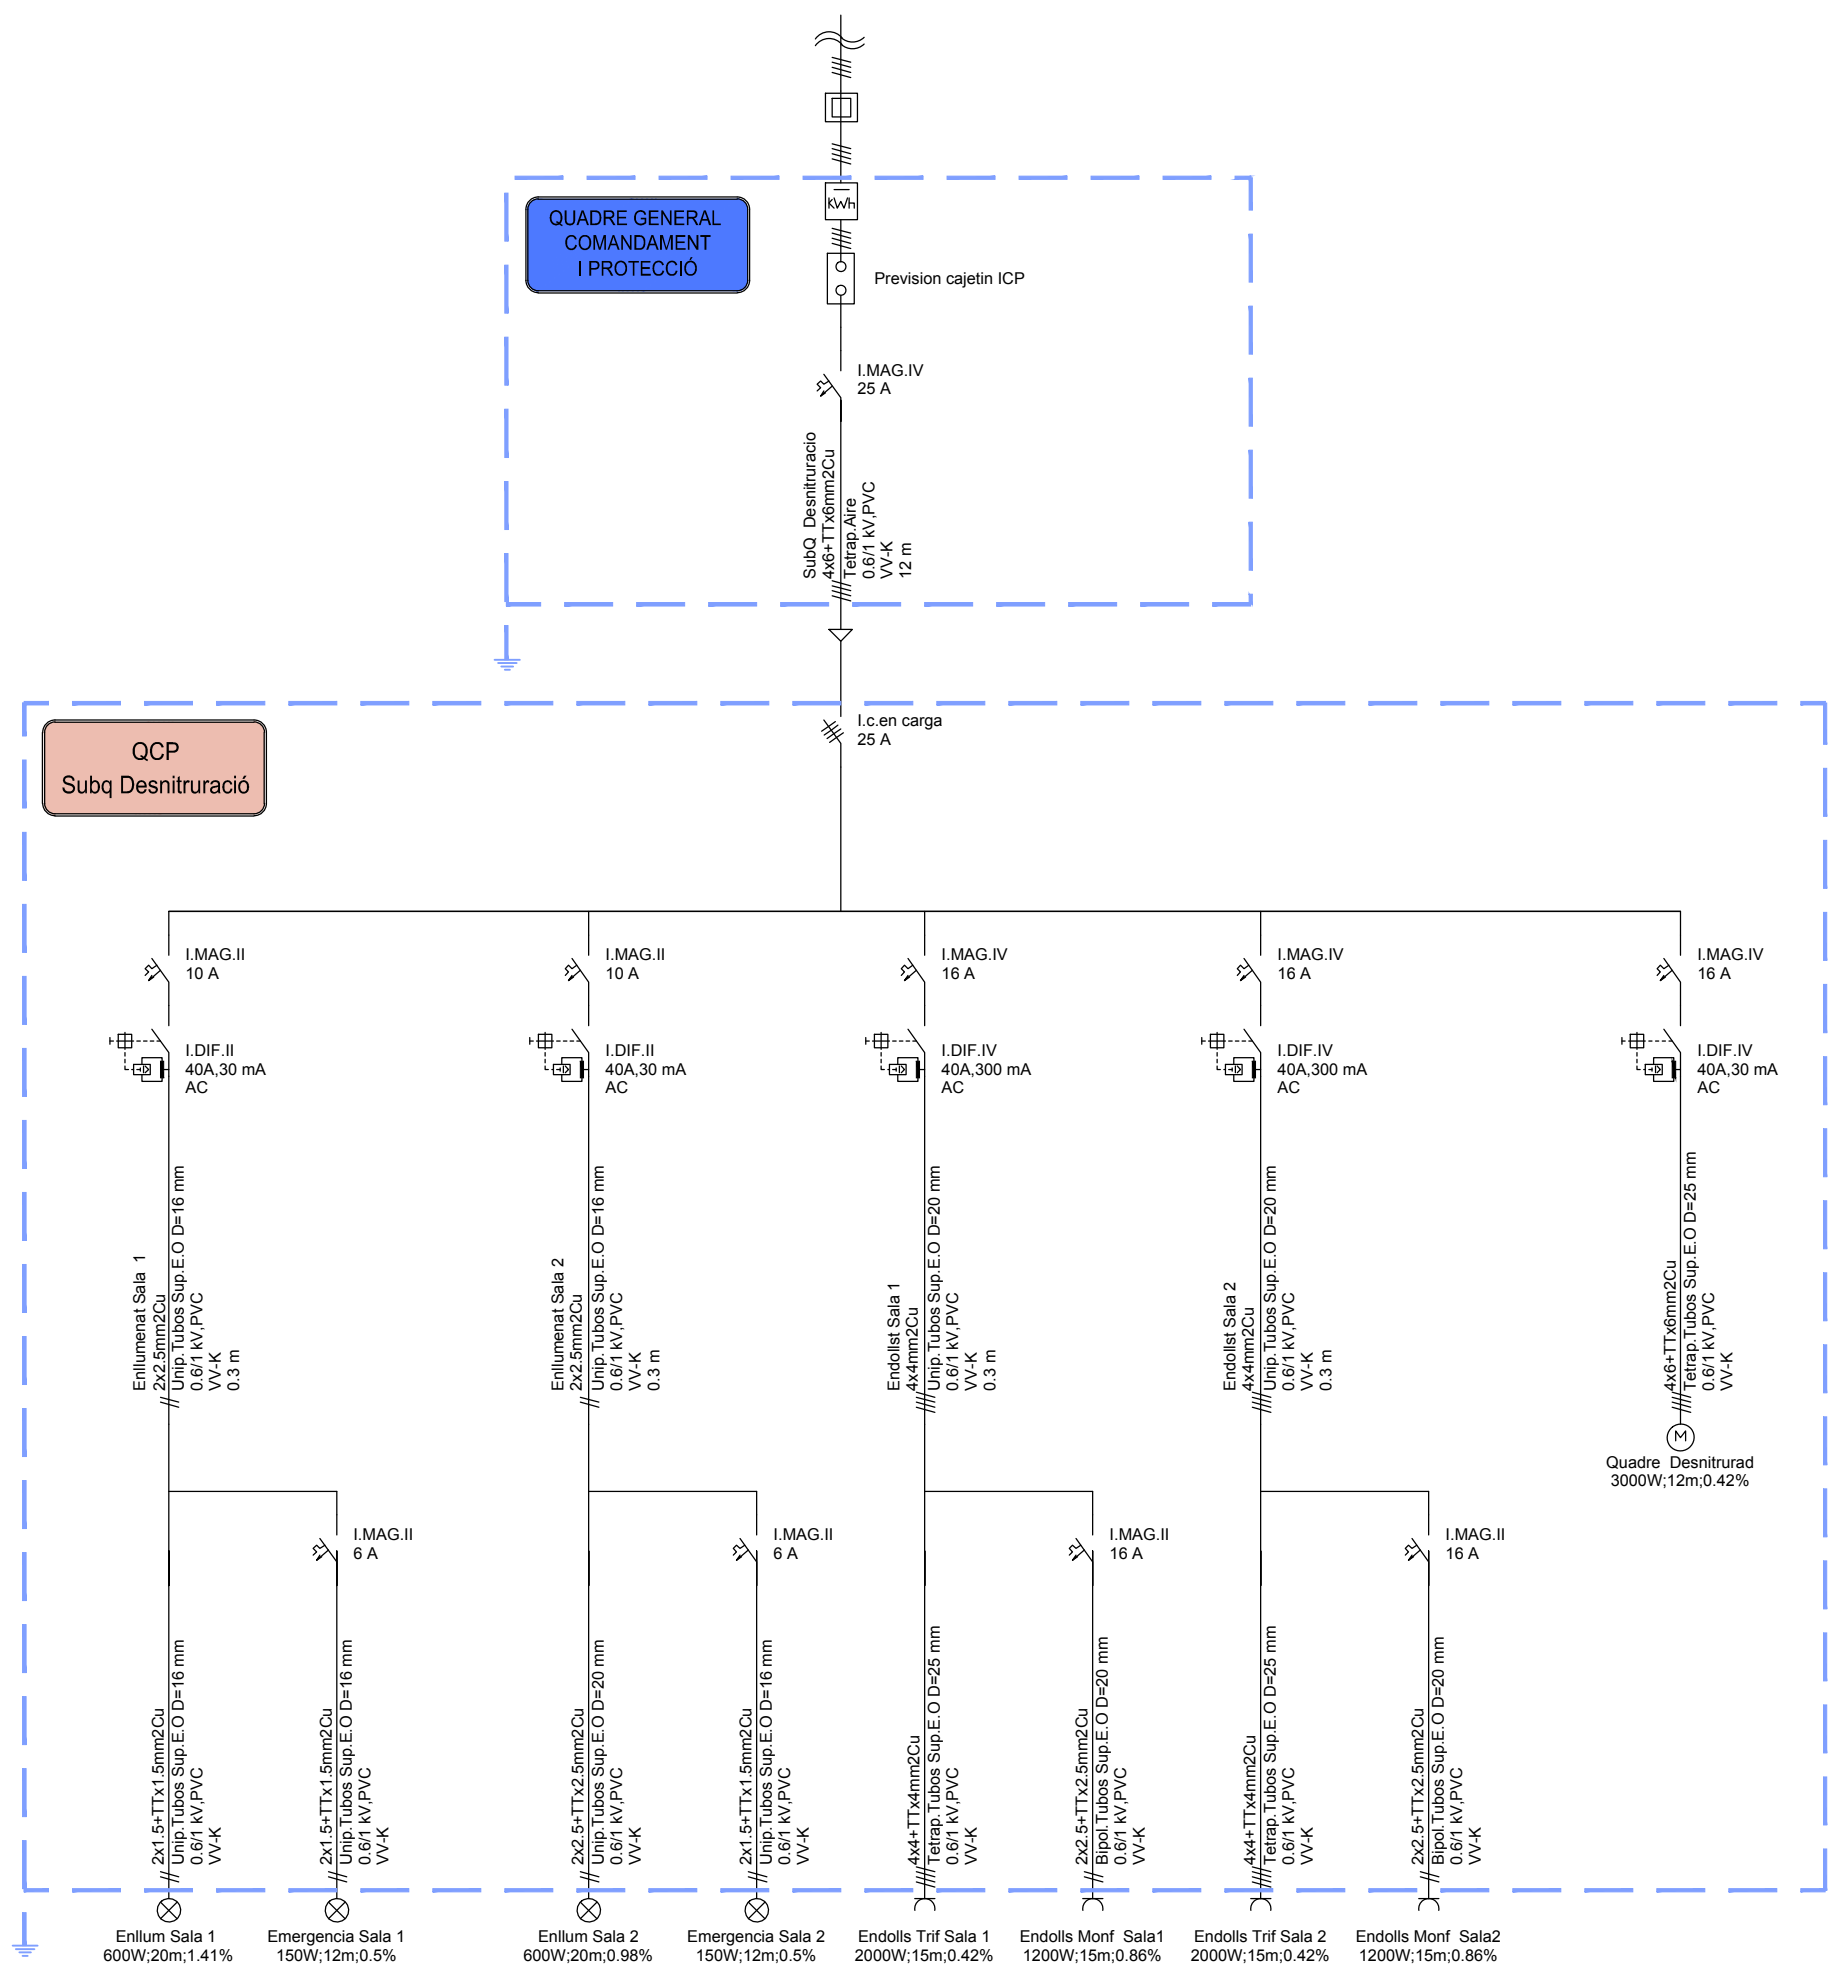 KWh
QUADRE GENERAL
COMANDAMENT
I PROTECCIÓ
Prevision cajetin ICP
I.MAG.IV
25 A
SubQ Desnitruracio
4x6+TTx6mm2Cu
Tetrap.Aire
0.6/1 kV,PVC
VV-K
12 m
I.c.en carga
25 A
QCP
Subq Desnitruració
I.MAG.II
10 A
I.MAG.II
10 A
I.MAG.IV
16 A
I.MAG.IV
16 A
I.MAG.IV
16 A
I.DIF.II
40A,30 mA
AC
I.DIF.II
40A,30 mA
AC
I.DIF.IV
40A,300 mA
AC
I.DIF.IV
40A,300 mA
AC
I.DIF.IV
40A,30 mA
AC
Enllumenat Sala 1
2x2.5mm2Cu
Unip.Tubos Sup.E.O D=16 mm
0.6/1 kV,PVC
VV-K
0.3 m
Enllumenat Sala 2
2x2.5mm2Cu
Unip.Tubos Sup.E.O D=16 mm
0.6/1 kV,PVC
VV-K
0.3 m
Endollst Sala 1
4x4mm2Cu
Unip.Tubos Sup.E.O D=20 mm
0.6/1 kV,PVC
VV-K
0.3 m
Endollst Sala 2
4x4mm2Cu
Unip.Tubos Sup.E.O D=20 mm
0.6/1 kV,PVC
VV-K
0.3 m
4x6+TTx6mm2Cu
Tetrap.Tubos Sup.E.O D=25 mm
0.6/1 kV,PVC
VV-K
M
Quadre Desnitrurad
3000W;12m;0.42%
I.MAG.II
6 A
I.MAG.II
6 A
I.MAG.II
16 A
I.MAG.II
16 A
2x1.5+TTx1.5mm2Cu
Unip.Tubos Sup.E.O D=16 mm
0.6/1 kV,PVC
VV-K
2x1.5+TTx1.5mm2Cu
Unip.Tubos Sup.E.O D=16 mm
0.6/1 kV,PVC
VV-K
2x2.5+TTx2.5mm2Cu
Unip.Tubos Sup.E.O D=20 mm
0.6/1 kV,PVC
VV-K
2x1.5+TTx1.5mm2Cu
Unip.Tubos Sup.E.O D=16 mm
0.6/1 kV,PVC
VV-K
4x4+TTx4mm2Cu
Tetrap.Tubos Sup.E.O D=25 mm
0.6/1 kV,PVC
VV-K
2x2.5+TTx2.5mm2Cu
Bipol.Tubos Sup.E.O D=20 mm
0.6/1 kV,PVC
VV-K
4x4+TTx4mm2Cu
Tetrap.Tubos Sup.E.O D=25 mm
0.6/1 kV,PVC
VV-K
2x2.5+TTx2.5mm2Cu
Bipol.Tubos Sup.E.O D=20 mm
0.6/1 kV,PVC
VV-K
Enllum Sala 1
600W;20m;1.41%
Emergencia Sala 1
150W;12m;0.5%
Enllum Sala 2
600W;20m;0.98%
Emergencia Sala 2
150W;12m;0.5%
Endolls Trif Sala 1
2000W;15m;0.42%
Endolls Monf Sala1
1200W;15m;0.86%
Endolls Trif Sala 2
2000W;15m;0.42%
Endolls Monf Sala2
1200W;15m;0.86%